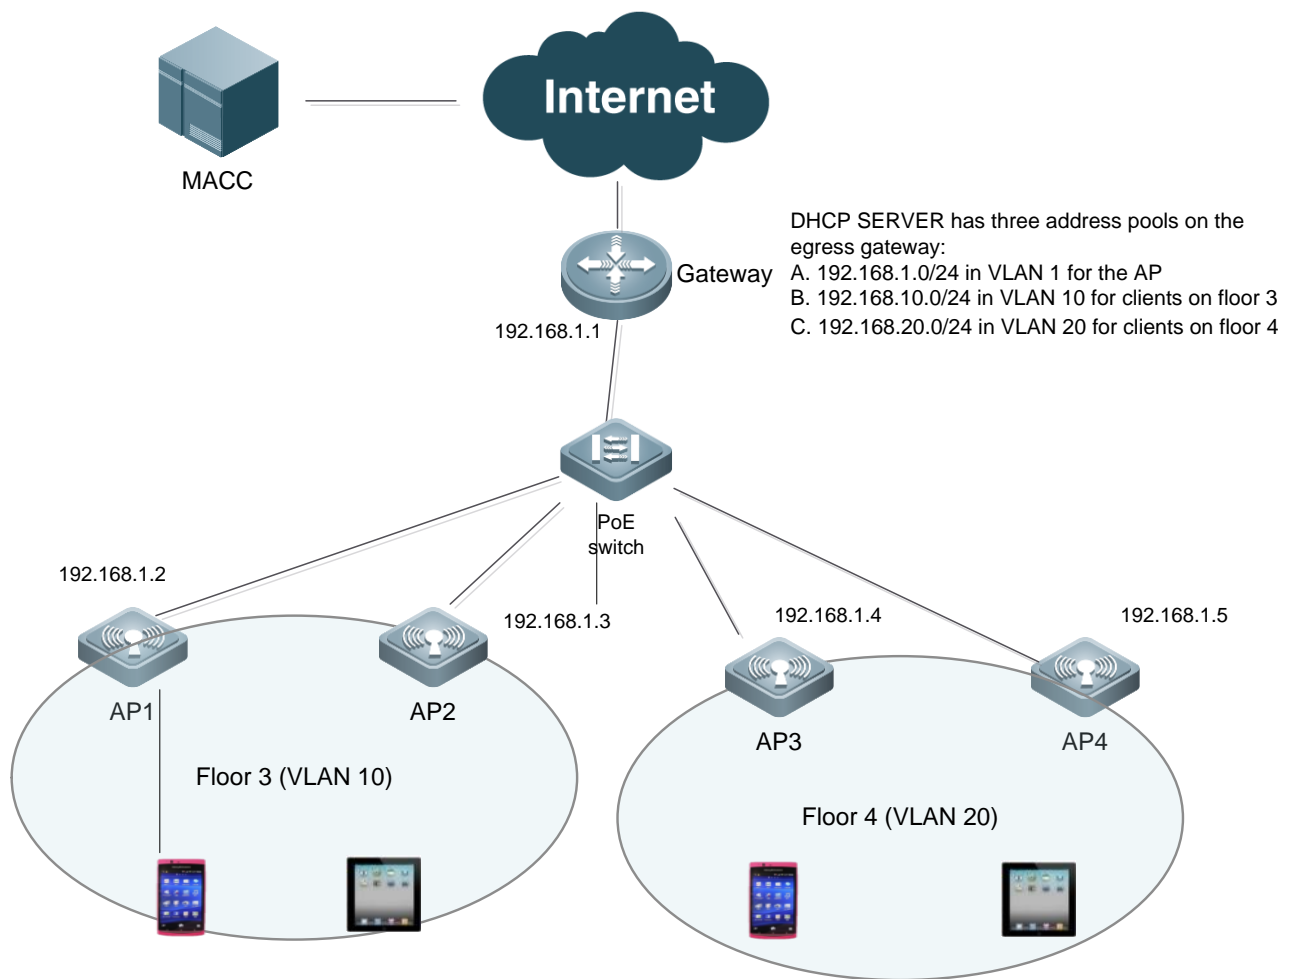 Internet
MACC
DHCP SERVER has three address pools on the
egress gateway:
A. 192.168.1.0/24 in VLAN 1 for the AP
B. 192.168.10.0/24 in VLAN 10 for clients on floor 3
C. 192.168.20.0/24 in VLAN 20 for clients on floor 4
Gateway
192.168.1.1
PoE
switch
192.168.1.2
192.168.1.3
192.168.1.4
192.168.1.5
AP1
AP2
AP3
AP4
Floor 3 (VLAN 10)
Floor 4 (VLAN 20)